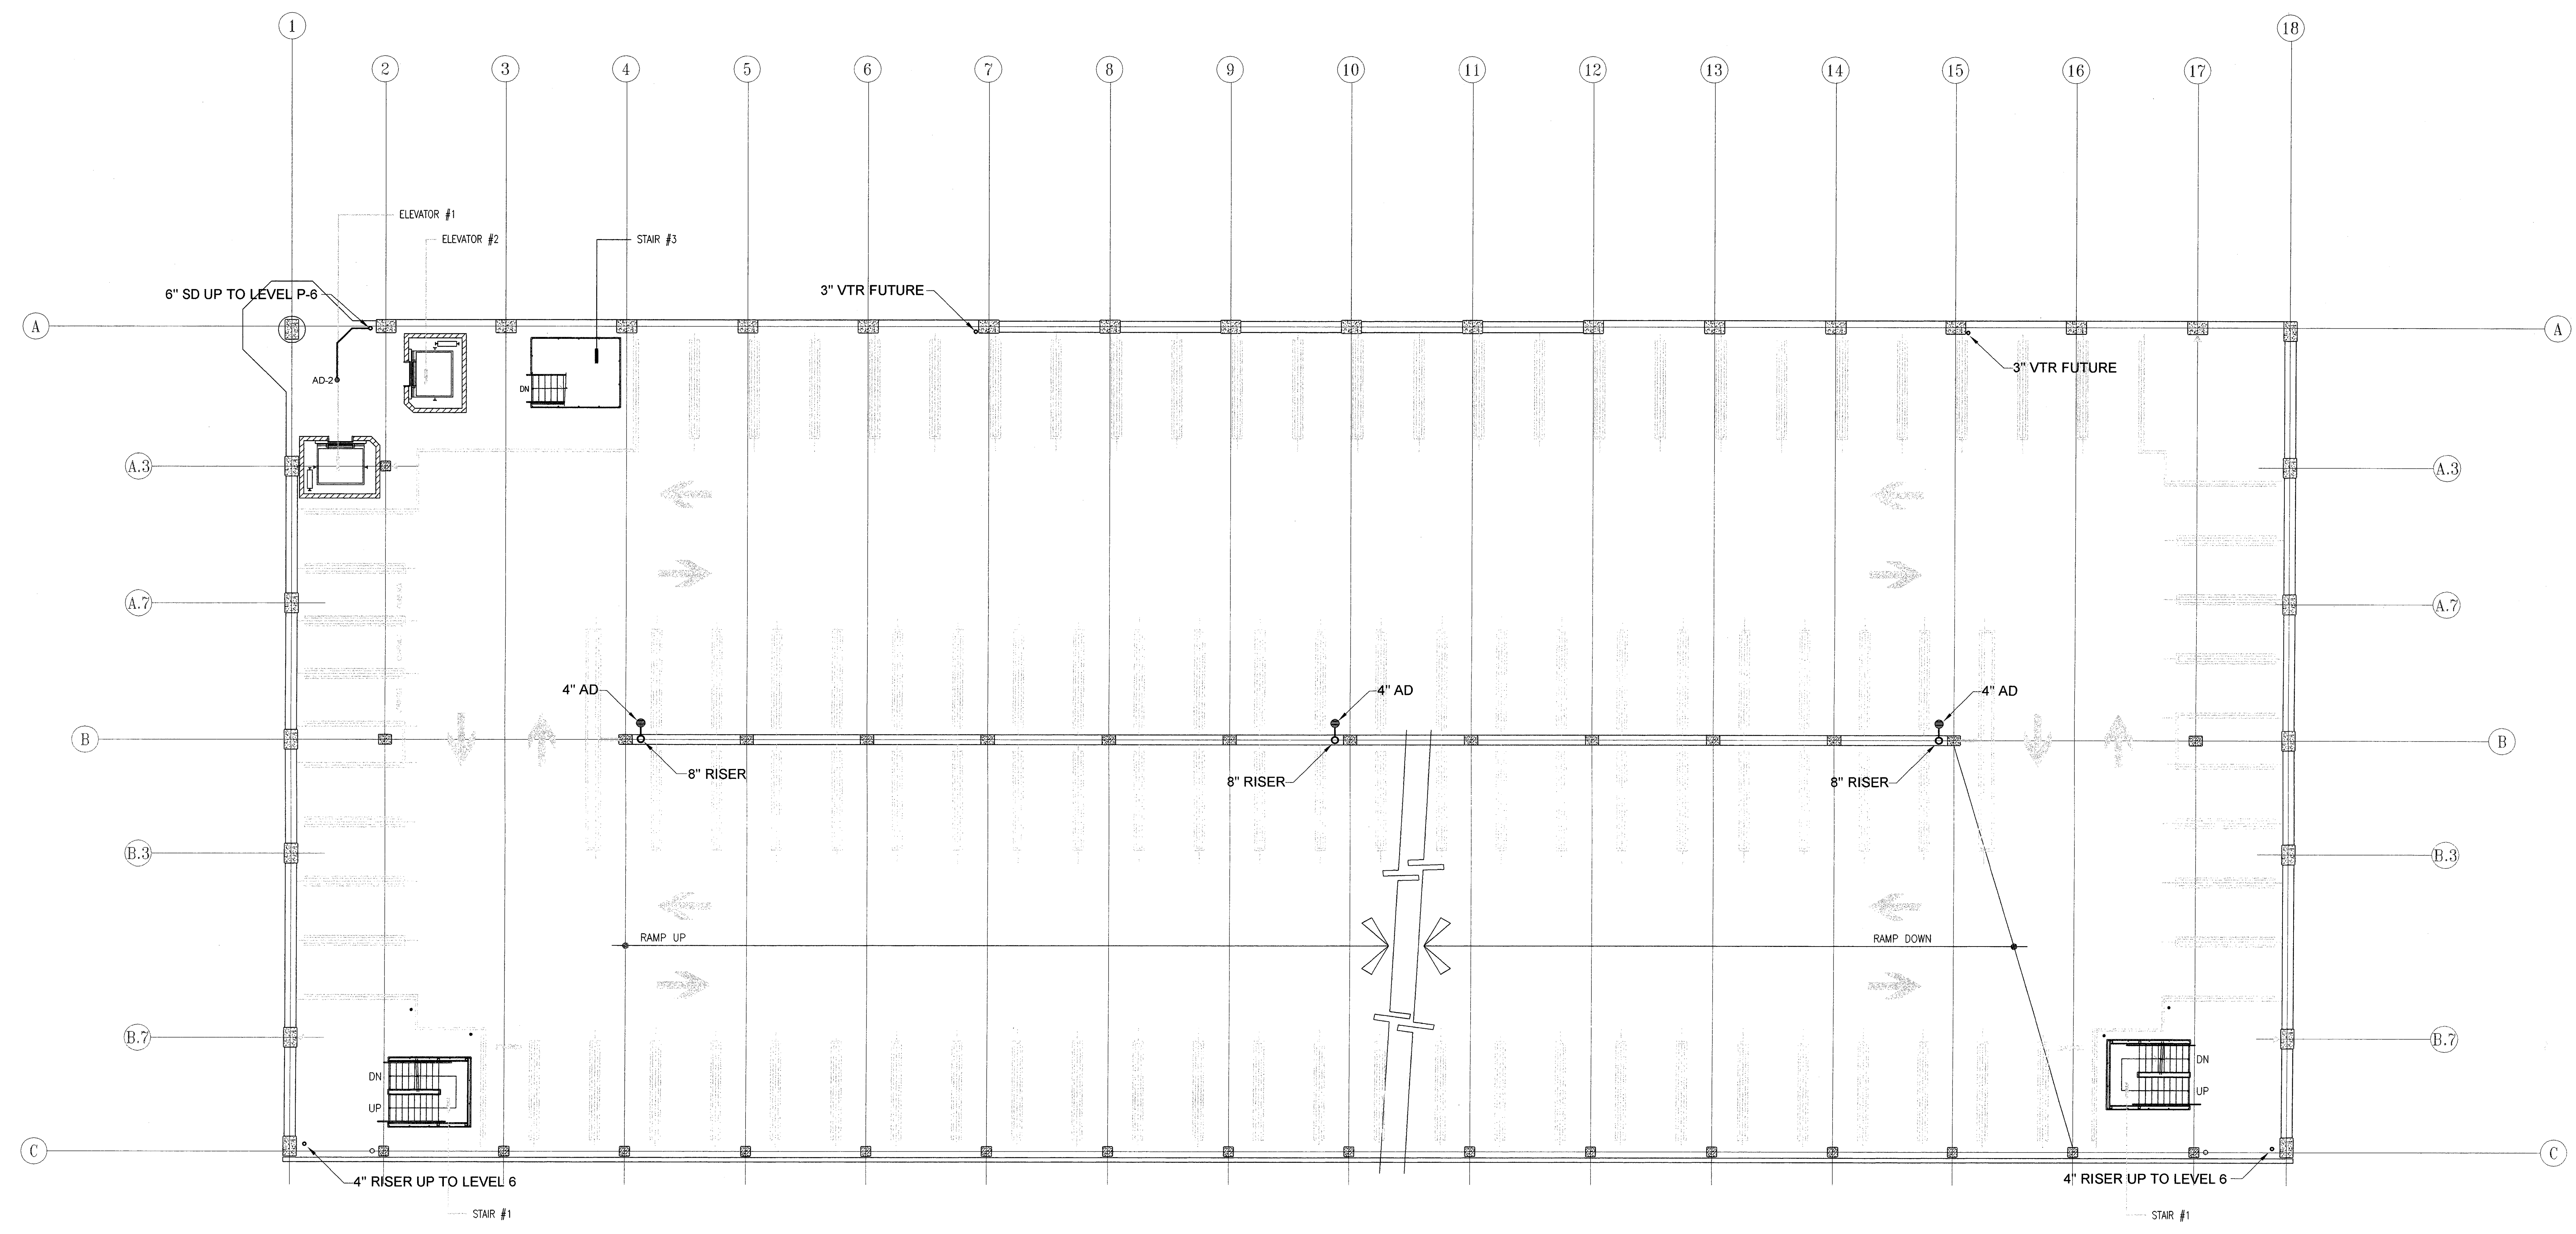 1
18
2
3
4
5
6
7
8
9
10
11
12
13
14
15
16
17
ELEVATOR #1
ELEVATOR #2
STAIR #3
6" SD UP TO LEVEL P-6
3" VTR FUTURE
A
A
3" VTR FUTURE
AD-2
DN
A.3
A.3
A.7
A.7
4" AD
4" AD
4" AD
B
B
8" RISER
8" RISER
8" RISER
B.3
B.3
RAMP UP
RAMP DOWN
B.7
B.7
DN
UP
DN
UP
C
C
4" RISER UP TO LEVEL 6
4" RISER UP TO LEVEL 6
STAIR #1
STAIR #1